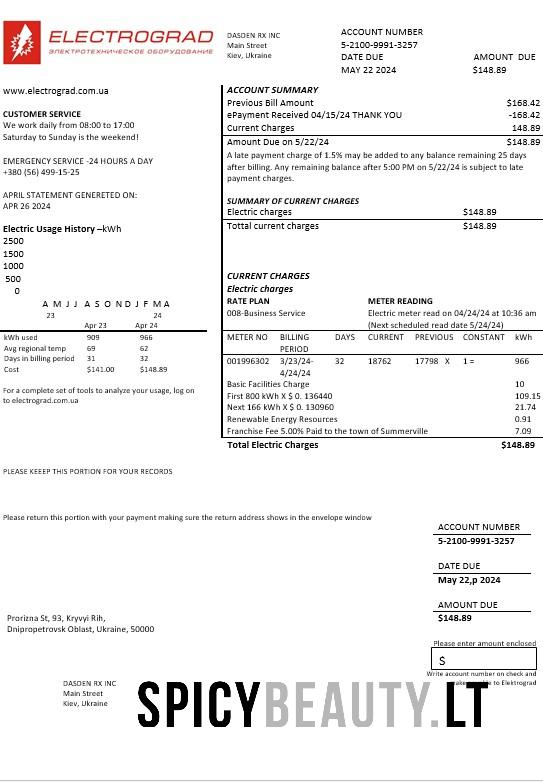 ELECTROGRAD
ЭЛЕКТРОТЕХНИЧЕСКОЕ ОБОРУДОВАНИЕ
DASDEN RX INC
Main Street
Kiev, Ukraine
ACCOUNT NUMBER
5-2100-9991-3257
DATE DUE AMOUNT DUE
MAY 22 2024 $148.89
www.electrograd.com.ua
CUSTOMER SERVICE
We work daily from 08:00 to 17:00
Saturday to Sunday is the weekend!
EMERGENCY SERVICE -24 HOURS A DAY
+380 (56) 499-15-25
APRIL STATEMENT GENERETED ON:
APR 26 2024
Electric Usage History –kWh
2500
1500
1000
500
0
A M J J A S O N D J F M A
23 24
Apr 23 Apr 24
kWh used 909 966
Avg regional temp 69 62
Days in billing period 31 32
Cost $141.00 $148.89
For a complete set of tools to analyze your usage, log on
to electrograd.com.ua
ACCOUNT SUMMARY
Previous Bill Amount $168.42
ePayment Received 04/15/24 THANK YOU -168.42
Current Charges 148.89
Amount Due on 5/22/24 $148.89
A late payment charge of 1.5% may be added to any balance remaining 25 days
after billing. Any remaining balance after 5:00 PM on 5/22/24 is subject to late
payment charges.
SUMMARY OF CURRENT CHARGES
Electric charges $148.89
Tottal current charges $148.89
CURRENT CHARGES
Electric charges
RATE PLAN METER READING
008-Business Service Electric meter read on 04/24/24 at 10:36 am
(Next scheduled read date 5/24/24)
METER NO BILLING DAYS CURRENT PREVIOUS CONSTANT kWh
PERIOD
001996302 3/23/24- 32 18762 17798 X 1 = 966
4/24/24
Basic Facilities Charge 10
First 800 kWh X $ 0. 136440 109.15
Next 166 kWh X $ 0. 130960 21.74
Renewable Energy Resources 0.91
Franchise Fee 5.00% Paid to the town of Summerville 7.09
Total Electric Charges $148.89
PLEASE KEEEP THIS PORTION FOR YOUR RECORDS
Please return this portion with your payment making sure the return address shows in the envelope window
ACCOUNT NUMBER
5-2100-9991-3257
DATE DUE
May 22,p 2024
AMOUNT DUE
$148.89
Prorizna St, 93, Kryvyi Rih,
Dnipropetrovsk Oblast, Ukraine, 50000
Please enter amount enclosed
$
Write account number on check and
to Elektrograd
DASDEN RX INC
Main Street
Kiev, Ukraine
SPICYBEAUTY.LT